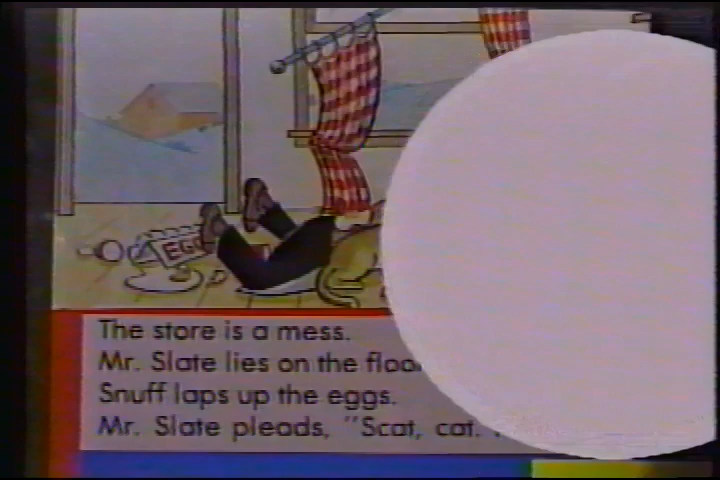 EGG
The store is a mess.
Mr. Slate lies on the floor
Snuff laps up the eggs.
Mr. Slate pleads, "Scat, cat.